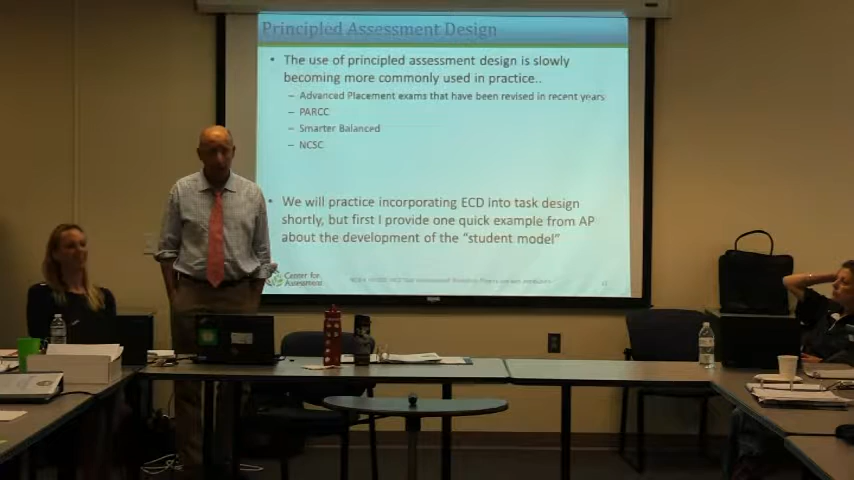 Principled Assessment Design
• The use of principled assessment design is slowly
becoming more commonly used in practice..
– Advanced Placement exams that have been revised in recent years
– PARCC
– Smarter Balanced
– NCSC
• We will practice incorporating ECD into task design
shortly, but first I provide one quick example from AP
about the development of the “student model”
Center for
Assessment